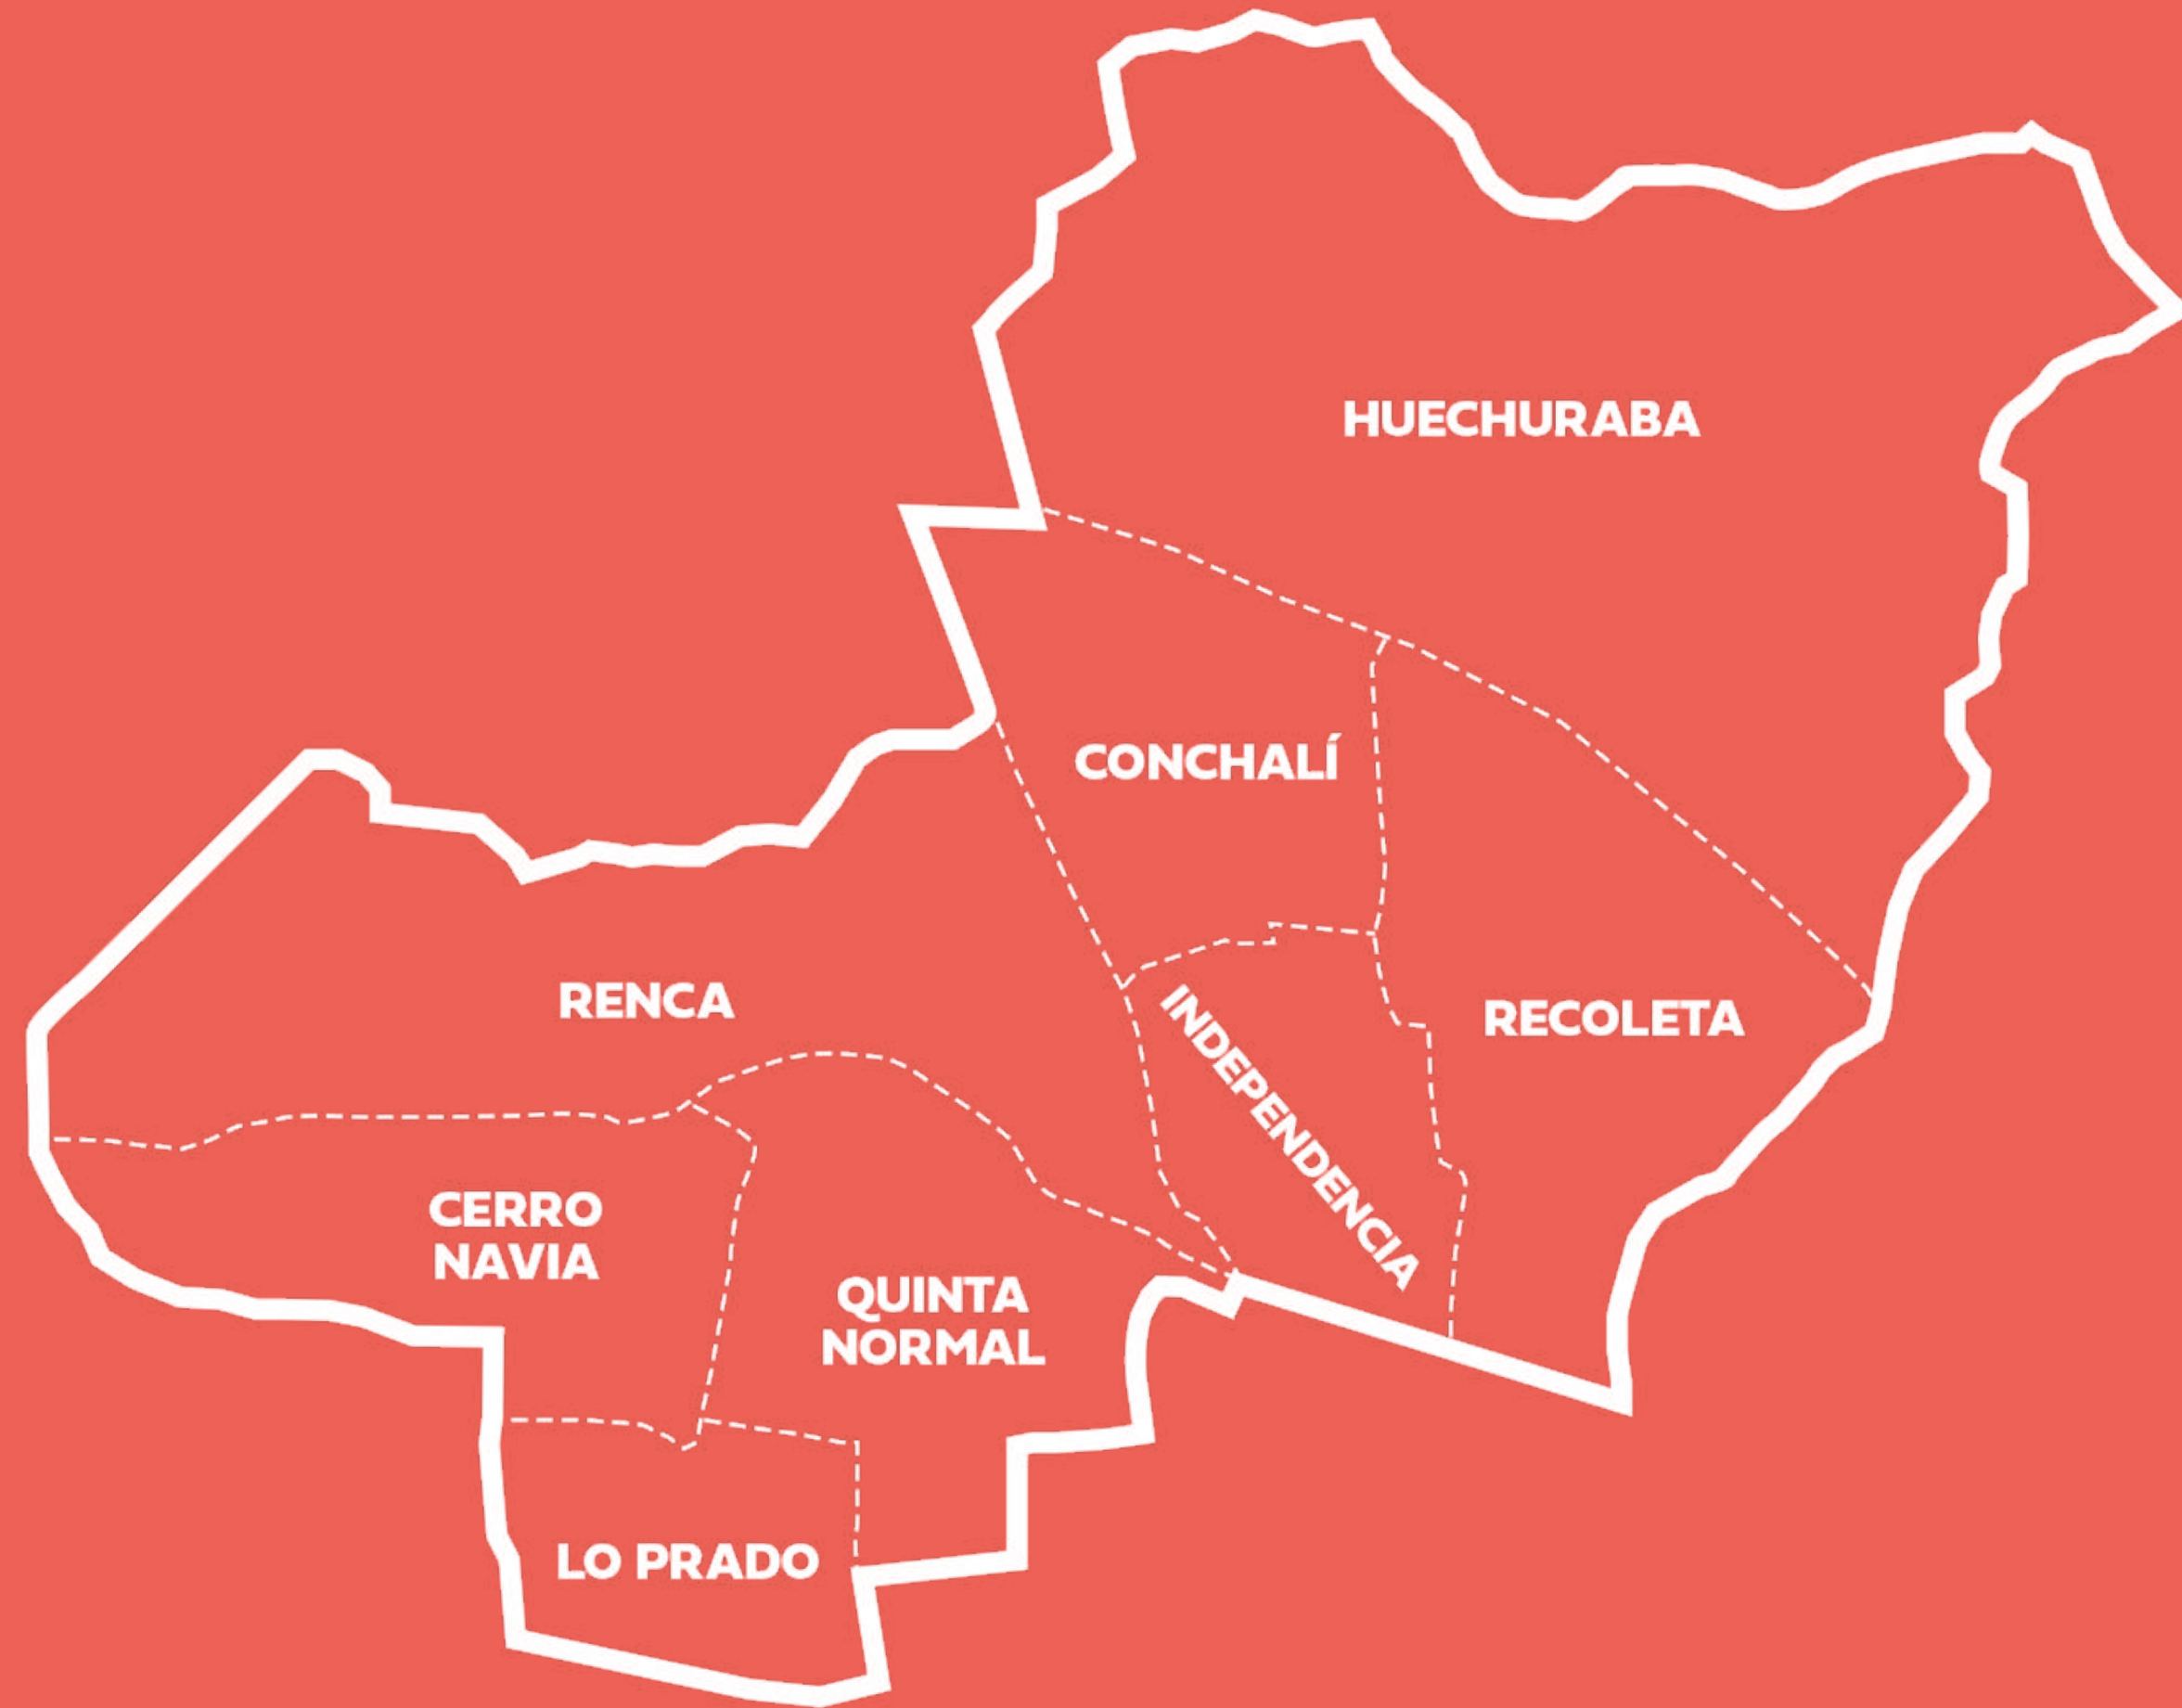 HUECHURABA
CONCHALÍ
RENCA
INDEPENDENCIA
RECOLETA
CERRO
NAVIA
QUINTA
NORMAL
LO PRADO